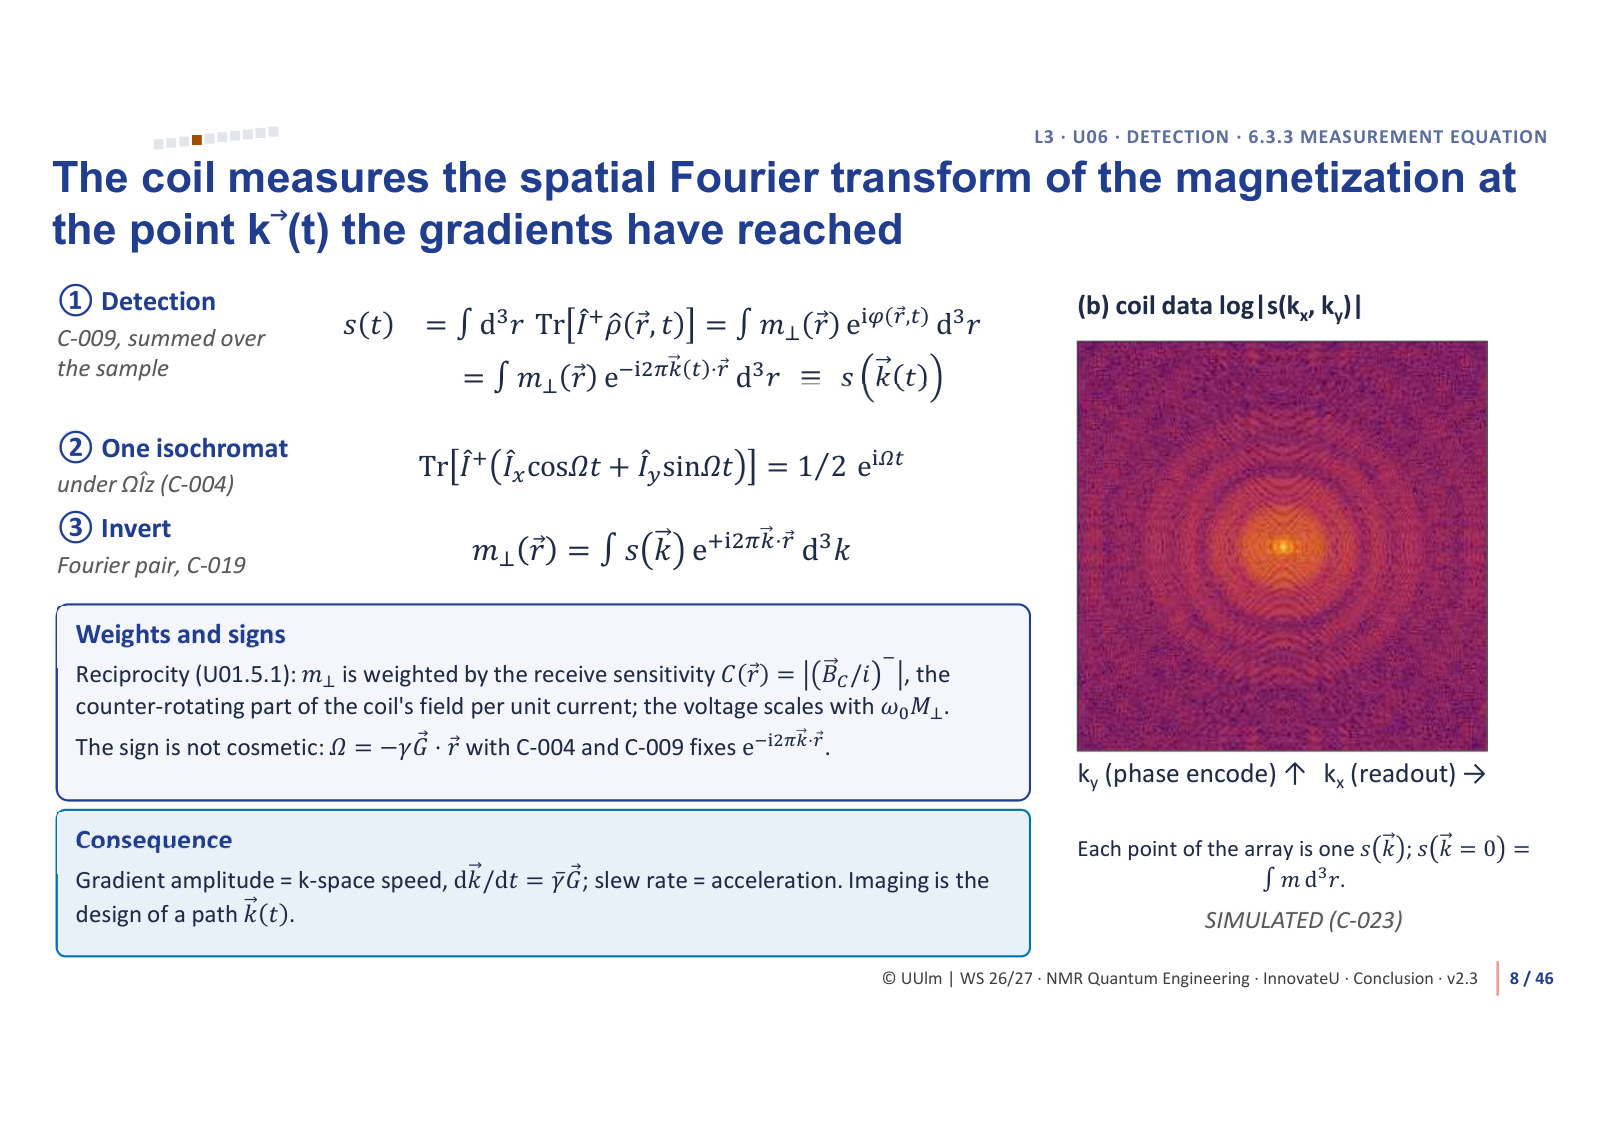 L3 · U06 · DETECTION · 6.3.3 MEASUREMENT EQUATION
The coil measures the spatial Fourier transform of the magnetization at
the point k⃗(t) the gradients have reached
① Detection
C-009, summed over
the sample
s(t) = ∫ d³r Tr[Î⁺ρ̂(r⃗, t)] = ∫ m⊥(r⃗) e^{iφ(r⃗,t)} d³r
= ∫ m⊥(r⃗) e^{−i2πk⃗(t)·r⃗} d³r ≡ s(k⃗(t))
② One isochromat
under ΩÎz (C-004)
Tr[Î⁺(ÎₓcosΩt + Î_y sinΩt)] = 1/2 e^{iΩt}
③ Invert
Fourier pair, C-019
m⊥(r⃗) = ∫ s(k⃗) e^{+i2πk⃗·r⃗} d³k
Weights and signs
Reciprocity (U01.5.1): m⊥ is weighted by the receive sensitivity C(r⃗) = |(B⃗_C/i)⁻|, the
counter-rotating part of the coil's field per unit current; the voltage scales with ω₀M⊥.
The sign is not cosmetic: Ω = −γG⃗ · r⃗ with C-004 and C-009 fixes e^{−i2πk⃗·r⃗}.
Consequence
Gradient amplitude = k-space speed, dk⃗/dt = γ̄G⃗; slew rate = acceleration. Imaging is the
design of a path k⃗(t).
(b) coil data log|s(kₓ, k_y)|
k_y (phase encode) ↑ kₓ (readout) →
Each point of the array is one s(k⃗); s(k⃗ = 0) =
∫ m d³r.
SIMULATED (C-023)
© UUlm | WS 26/27 · NMR Quantum Engineering · InnovateU · Conclusion · v2.3 8 / 46